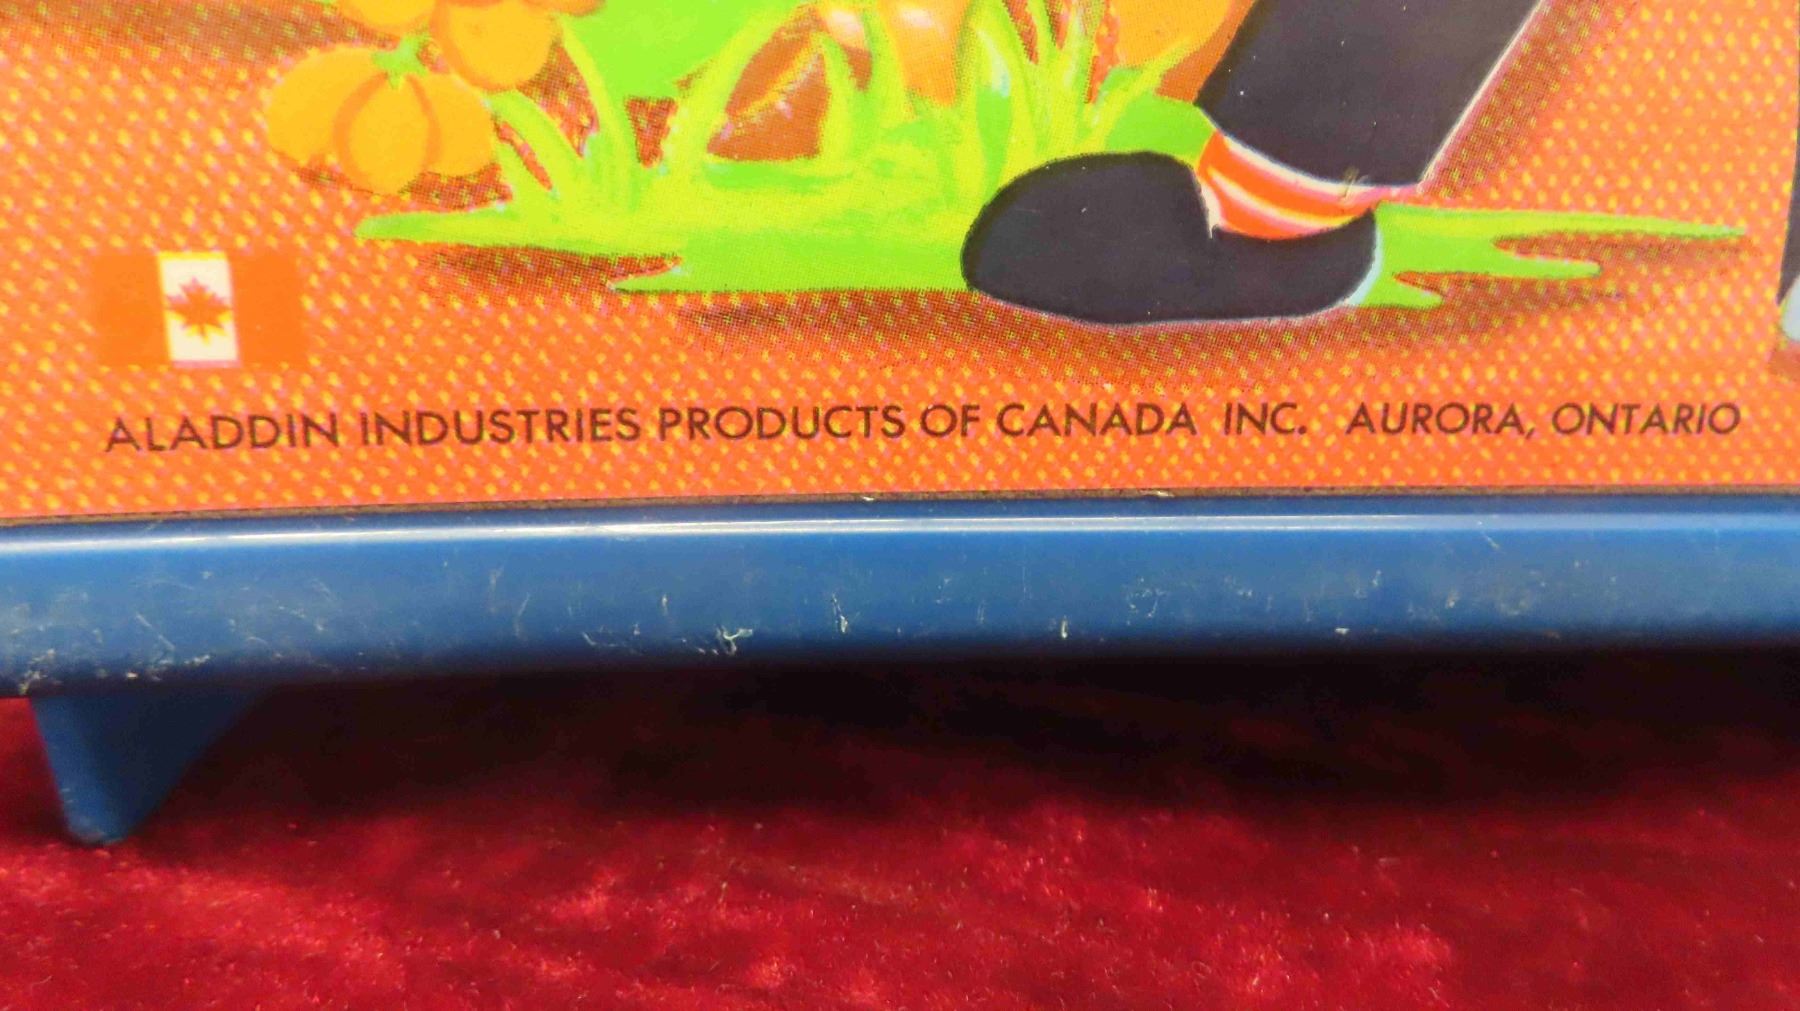 ALADDIN INDUSTRIES PRODUCTS OF CANADA INC. AURORA, ONTARIO